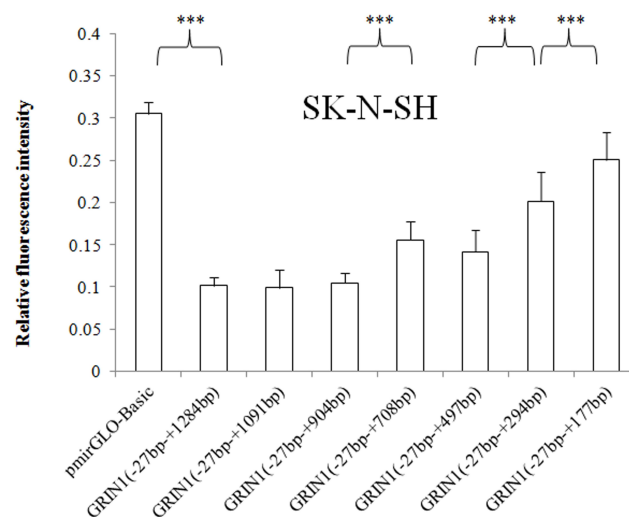 *** *** *** ***
0.4
0.35
0.3
0.25
0.2
0.15
0.1
0.05
0
Relative fluorescence intensity
SK-N-SH
pmirGLO-Basic
GRIN1(-27bp-+1284bp)
GRIN1(-27bp-+1091bp)
GRIN1(-27bp-+904bp)
GRIN1(-27bp-+708bp)
GRIN1(-27bp-+497bp)
GRIN1(-27bp-+294bp)
GRIN1(-27bp-+177bp)